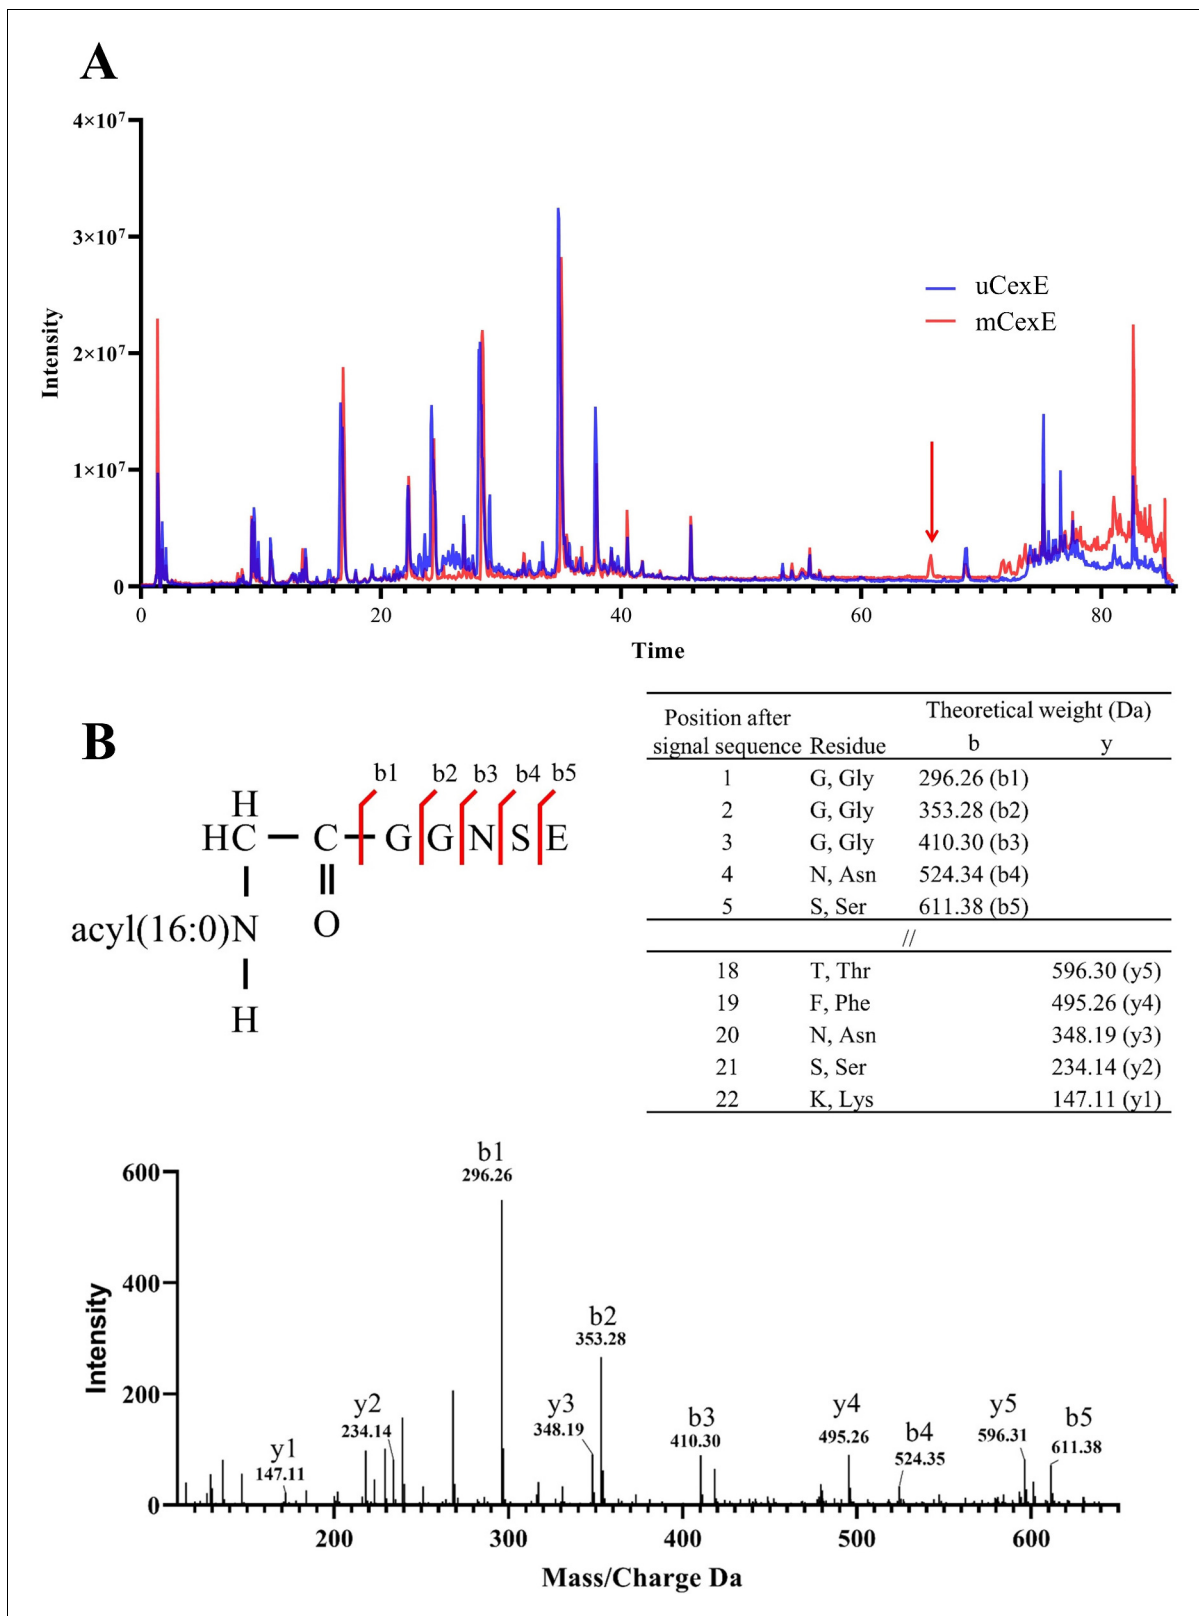 A
4×10⁷
3×10⁷
2×10⁷
1×10⁷
0
Intensity
uCexE
mCexE
0 20 40 60 80
Time
B
b1 b2 b3 b4 b5
H
HC — C — G G N S E
acyl(16:0)N O
H
Position after signal sequence Residue Theoretical weight (Da)
b y
1 G, Gly 296.26 (b1)
2 G, Gly 353.28 (b2)
3 G, Gly 410.30 (b3)
4 N, Asn 524.34 (b4)
5 S, Ser 611.38 (b5)
//
18 T, Thr 596.30 (y5)
19 F, Phe 495.26 (y4)
20 N, Asn 348.19 (y3)
21 S, Ser 234.14 (y2)
22 K, Lys 147.11 (y1)
600
400
200
0
Intensity
y1
147.11
y2
234.14
b1
296.26
y3
348.19
b2
353.28
b3
410.30
y4
495.26
b4
524.35
y5
596.31
b5
611.38
200 300 400 500 600
Mass/Charge Da